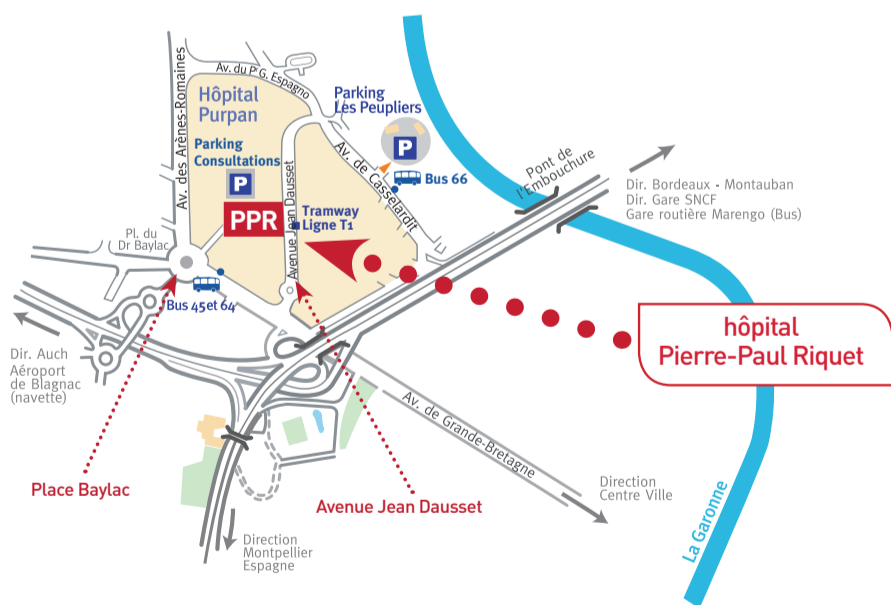 Av. des Arènes-Romaines
Av. du Pr G. Espagno
Hôpital
Purpan
Parking
Les Peupliers
P
Parking
Consultations
P
Av. de Casselardit
Bus 66
Pont de
l'Embouchure
Dir. Bordeaux - Montauban
Dir. Gare SNCF
Gare routière Marengo (Bus)
PPR
Avenue Jean Dausset
Tramway
Ligne T1
Pl. du
Dr Baylac
Bus 45et 64
hôpital
Pierre-Paul Riquet
Dir. Auch
Aéroport
de Blagnac
(navette)
Av. de Grande-Bretagne
Place Baylac
Avenue Jean Dausset
Direction
Centre Ville
Direction
Montpellier
Espagne
La Garonne